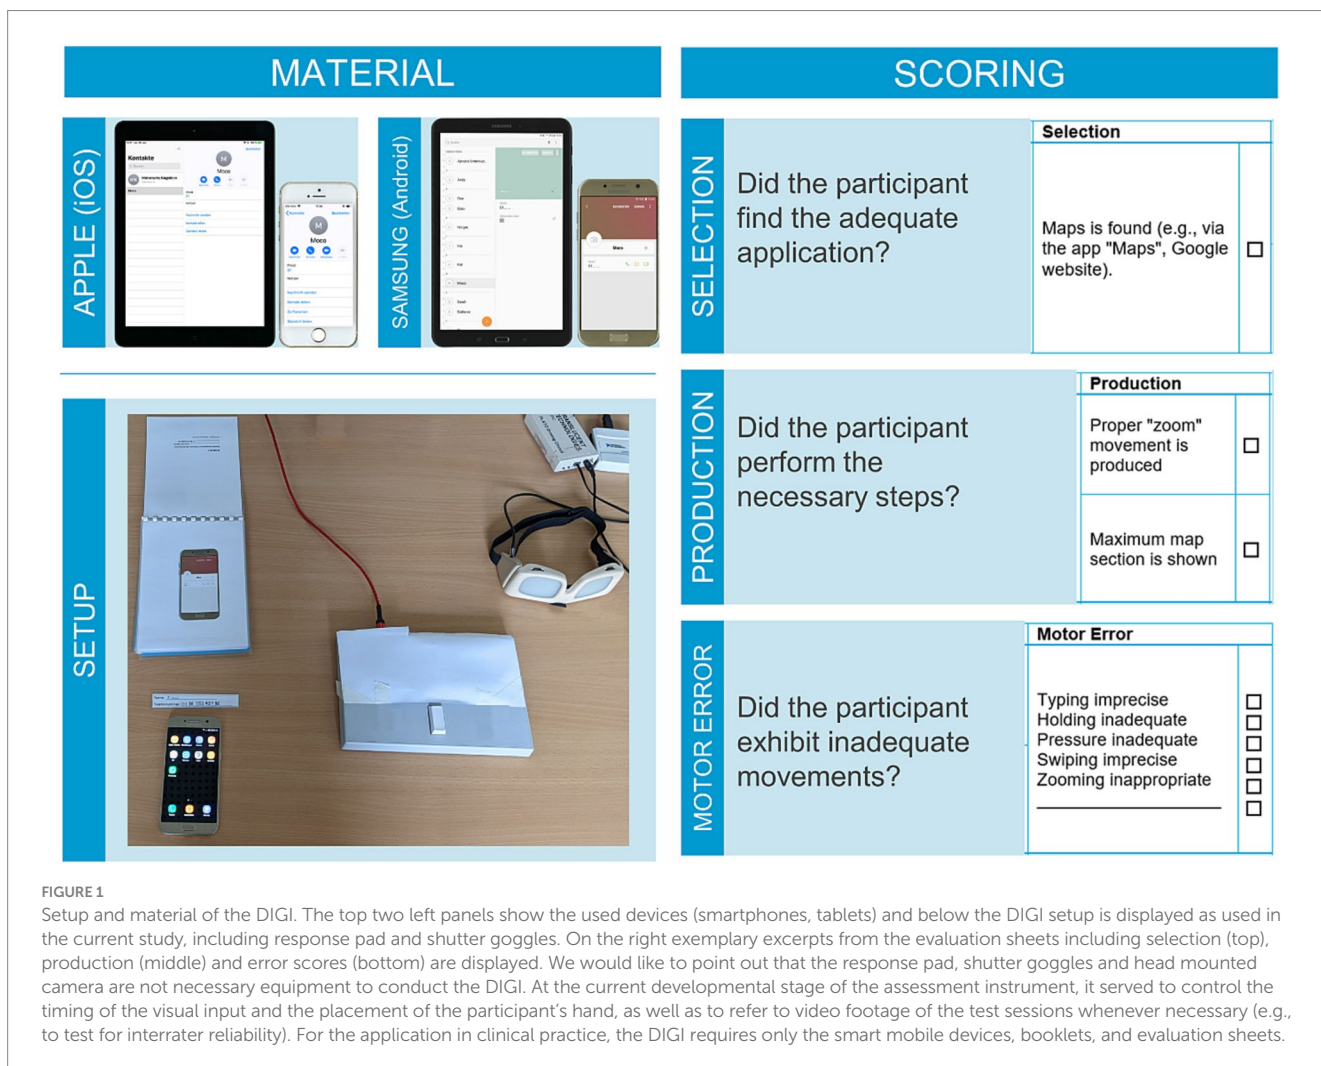 MATERIAL
SCORING
APPLE (iOS)
Kontakte
M
Moco
Moco
M
Moco
SAMSUNG (Android)
SAMSUNG
Moco
SELECTION
Did the participant
find the adequate
application?
Selection
Maps is found (e.g., via
the app "Maps", Google
website).
SETUP
TRANSLUCENT
TECHNOLOGIES
PRODUCTION
Did the participant
perform the
necessary steps?
Production
Proper "zoom"
movement is
produced
Maximum map
section is shown
MOTOR ERROR
Did the participant
exhibit inadequate
movements?
Motor Error
Typing imprecise
Holding inadequate
Pressure inadequate
Swiping imprecise
Zooming inappropriate
FIGURE 1
Setup and material of the DIGI. The top two left panels show the used devices (smartphones, tablets) and below the DIGI setup is displayed as used in
the current study, including response pad and shutter goggles. On the right exemplary excerpts from the evaluation sheets including selection (top),
production (middle) and error scores (bottom) are displayed. We would like to point out that the response pad, shutter goggles and head mounted
camera are not necessary equipment to conduct the DIGI. At the current developmental stage of the assessment instrument, it served to control the
timing of the visual input and the placement of the participant's hand, as well as to refer to video footage of the test sessions whenever necessary (e.g.,
to test for interrater reliability). For the application in clinical practice, the DIGI requires only the smart mobile devices, booklets, and evaluation sheets.